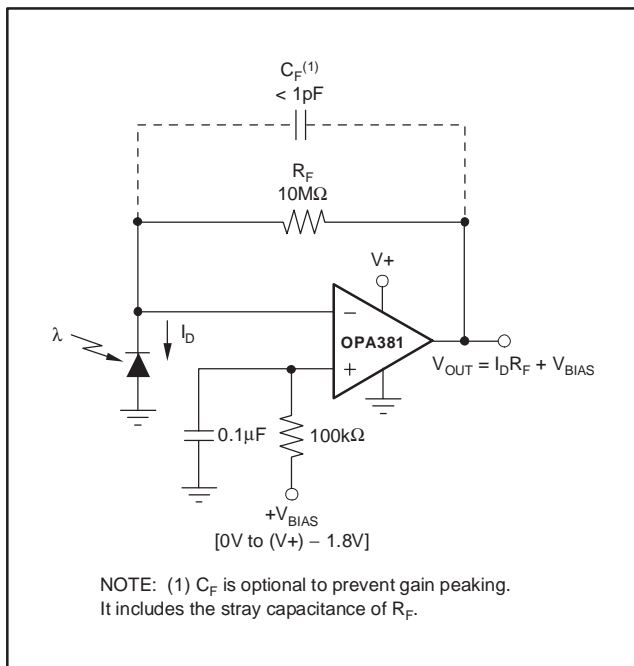 C_F^(1)
< 1pF
R_F
10MΩ
V+
−
OPA381
+
λ
I_D
V_OUT = I_DR_F + V_BIAS
0.1μF
100kΩ
+V_BIAS
[0V to (V+) − 1.8V]
NOTE: (1) C_F is optional to prevent gain peaking.
It includes the stray capacitance of R_F.